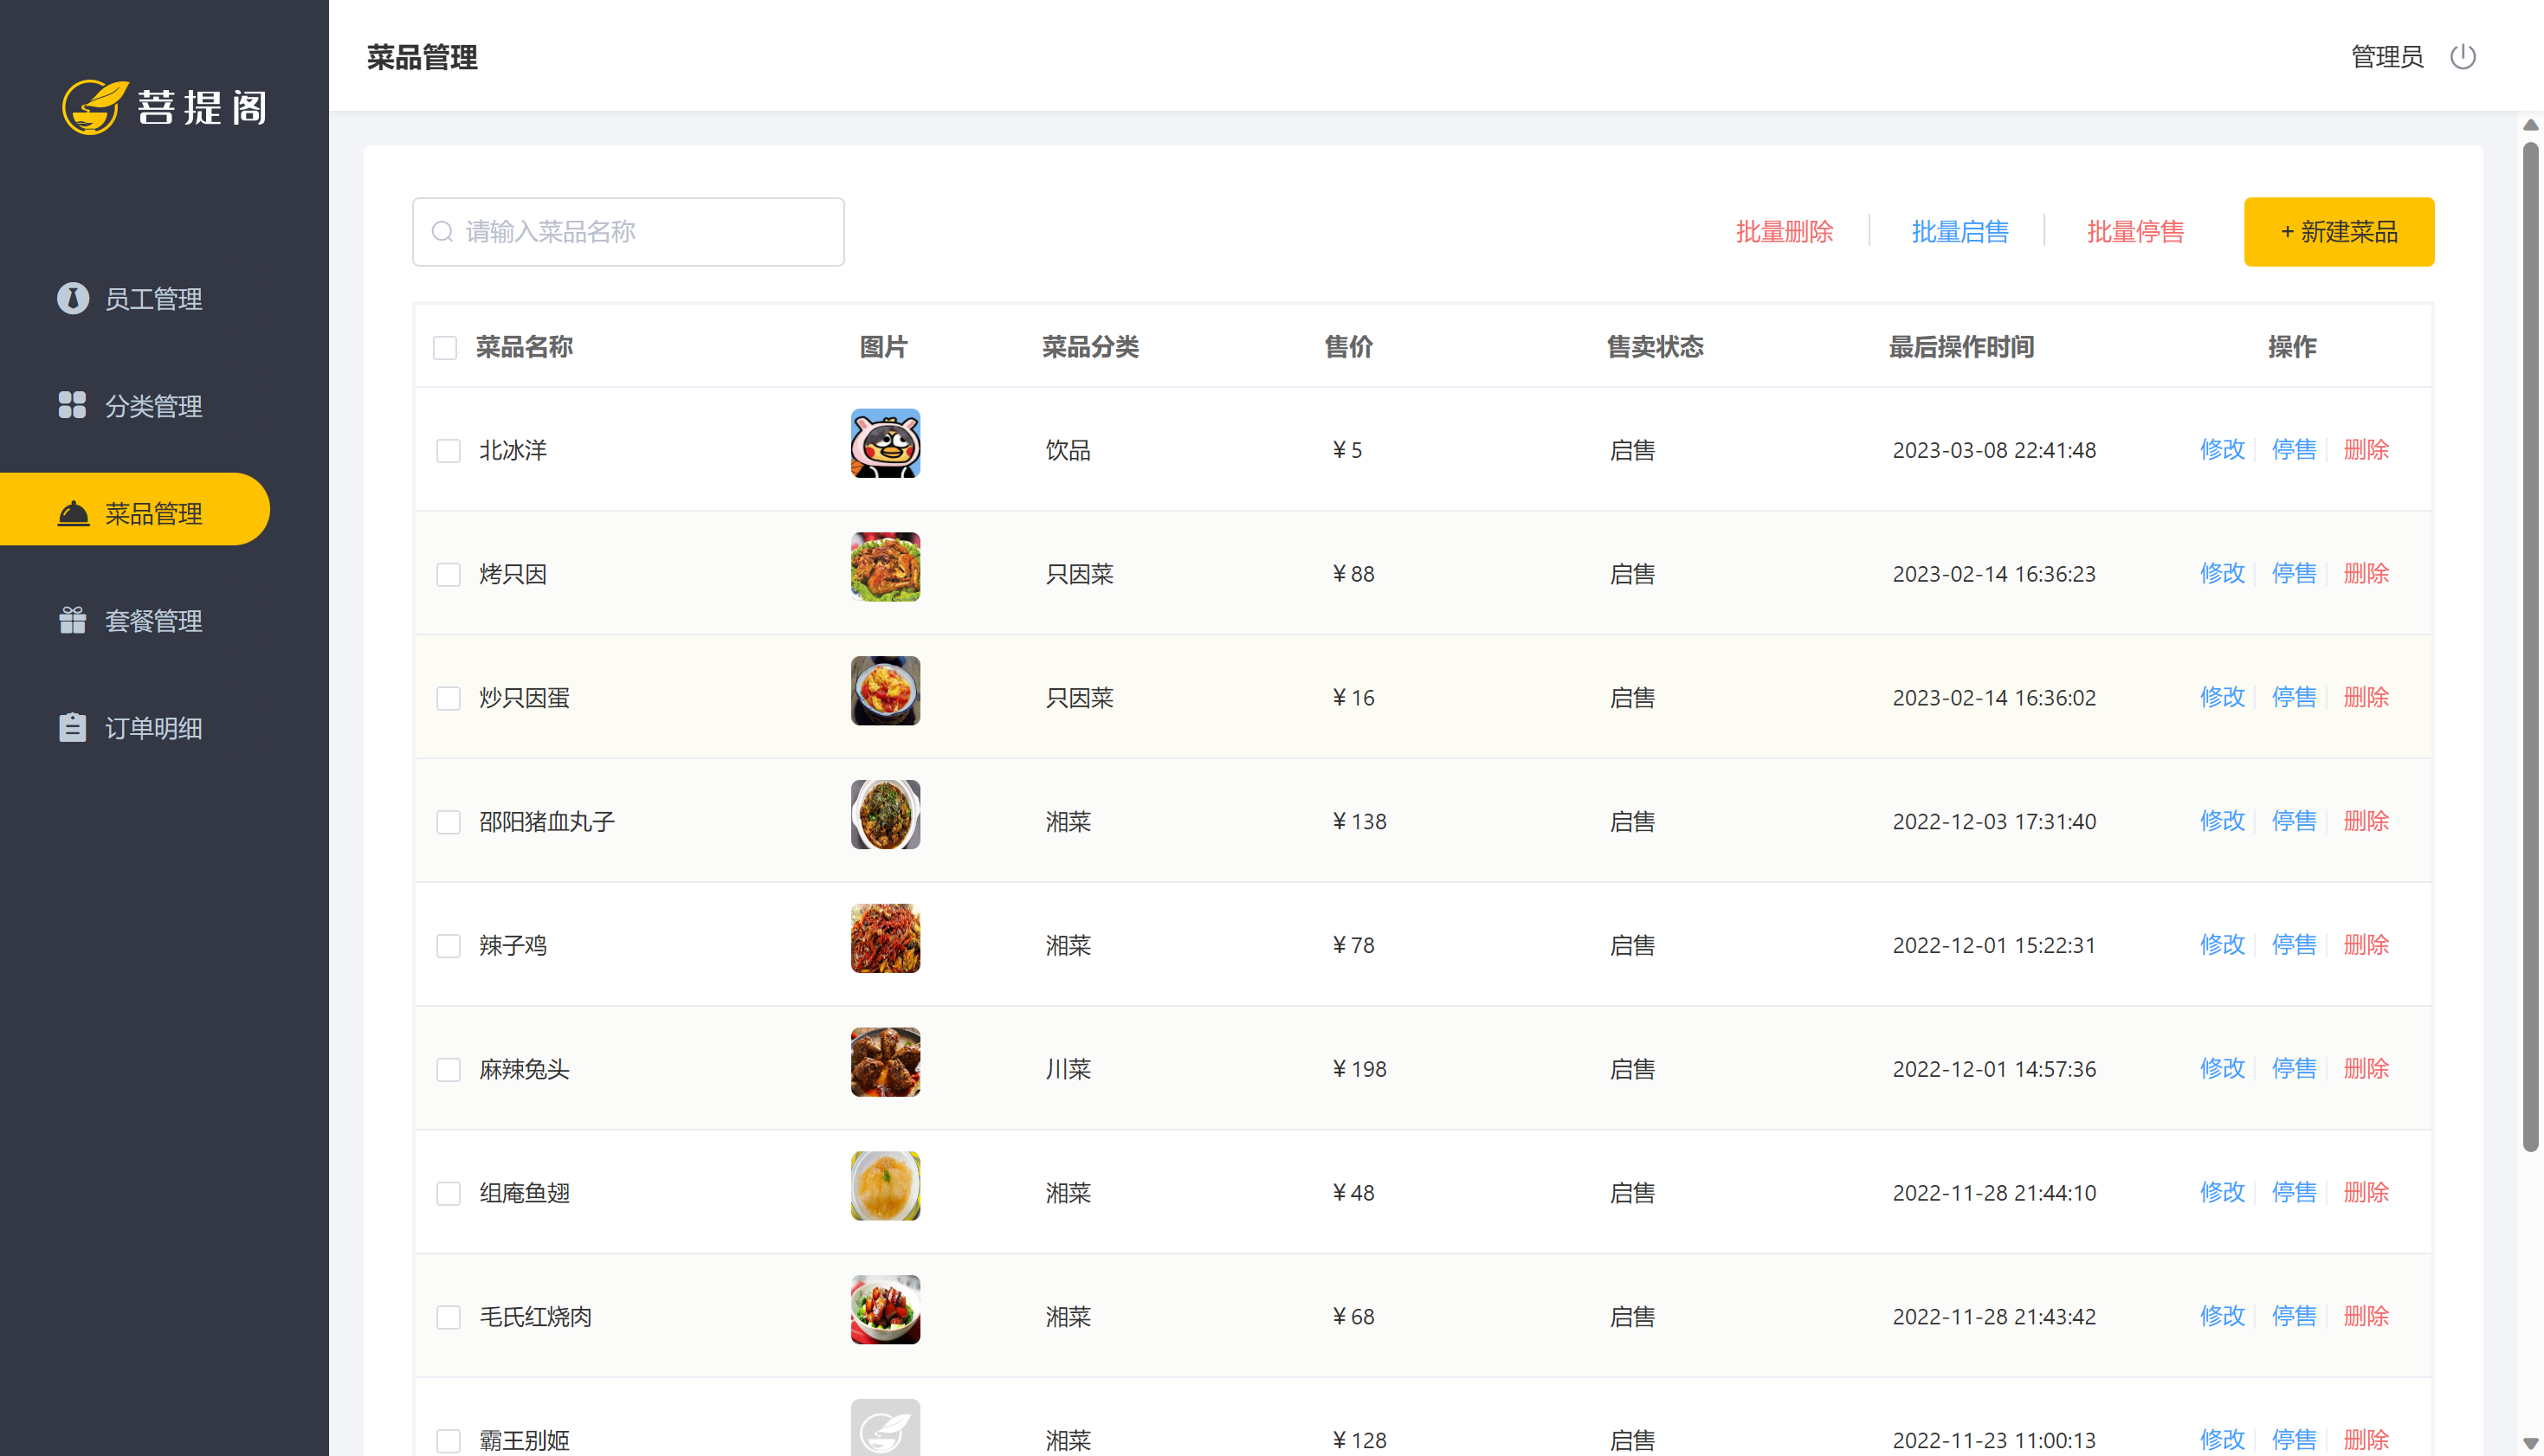 菩提阁
员工管理
分类管理
菜品管理
套餐管理
订单明细
菜品管理
管理员
请输入菜品名称
批量删除 批量启售 批量停售 + 新建菜品
菜品名称 图片 菜品分类 售价 售卖状态 最后操作时间 操作
北冰洋 饮品 ¥ 5 启售 2023-03-08 22:41:48 修改 停售 删除
烤只因 只因菜 ¥ 88 启售 2023-02-14 16:36:23 修改 停售 删除
炒只因蛋 只因菜 ¥ 16 启售 2023-02-14 16:36:02 修改 停售 删除
邵阳猪血丸子 湘菜 ¥ 138 启售 2022-12-03 17:31:40 修改 停售 删除
辣子鸡 湘菜 ¥ 78 启售 2022-12-01 15:22:31 修改 停售 删除
麻辣兔头 川菜 ¥ 198 启售 2022-12-01 14:57:36 修改 停售 删除
组庵鱼翅 湘菜 ¥ 48 启售 2022-11-28 21:44:10 修改 停售 删除
毛氏红烧肉 湘菜 ¥ 68 启售 2022-11-28 21:43:42 修改 停售 删除
霸王别姬 湘菜 ¥ 128 启售 2022-11-23 11:00:13 修改 停售 删除